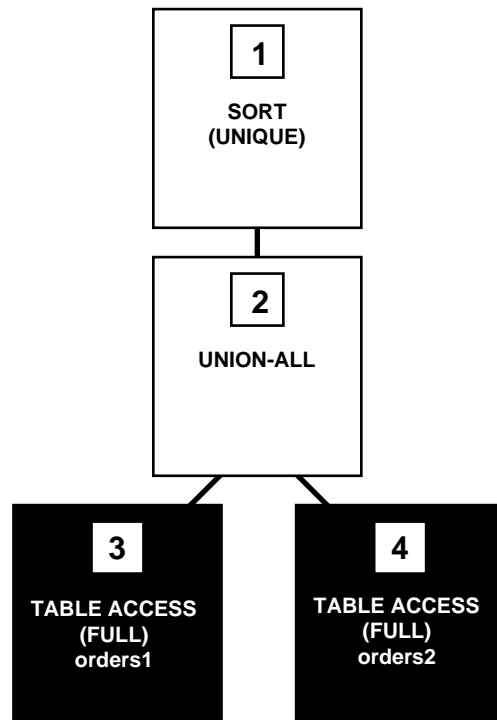 1
SORT
(UNIQUE)
2
UNION-ALL
3
TABLE ACCESS
(FULL)
orders1
4
TABLE ACCESS
(FULL)
orders2